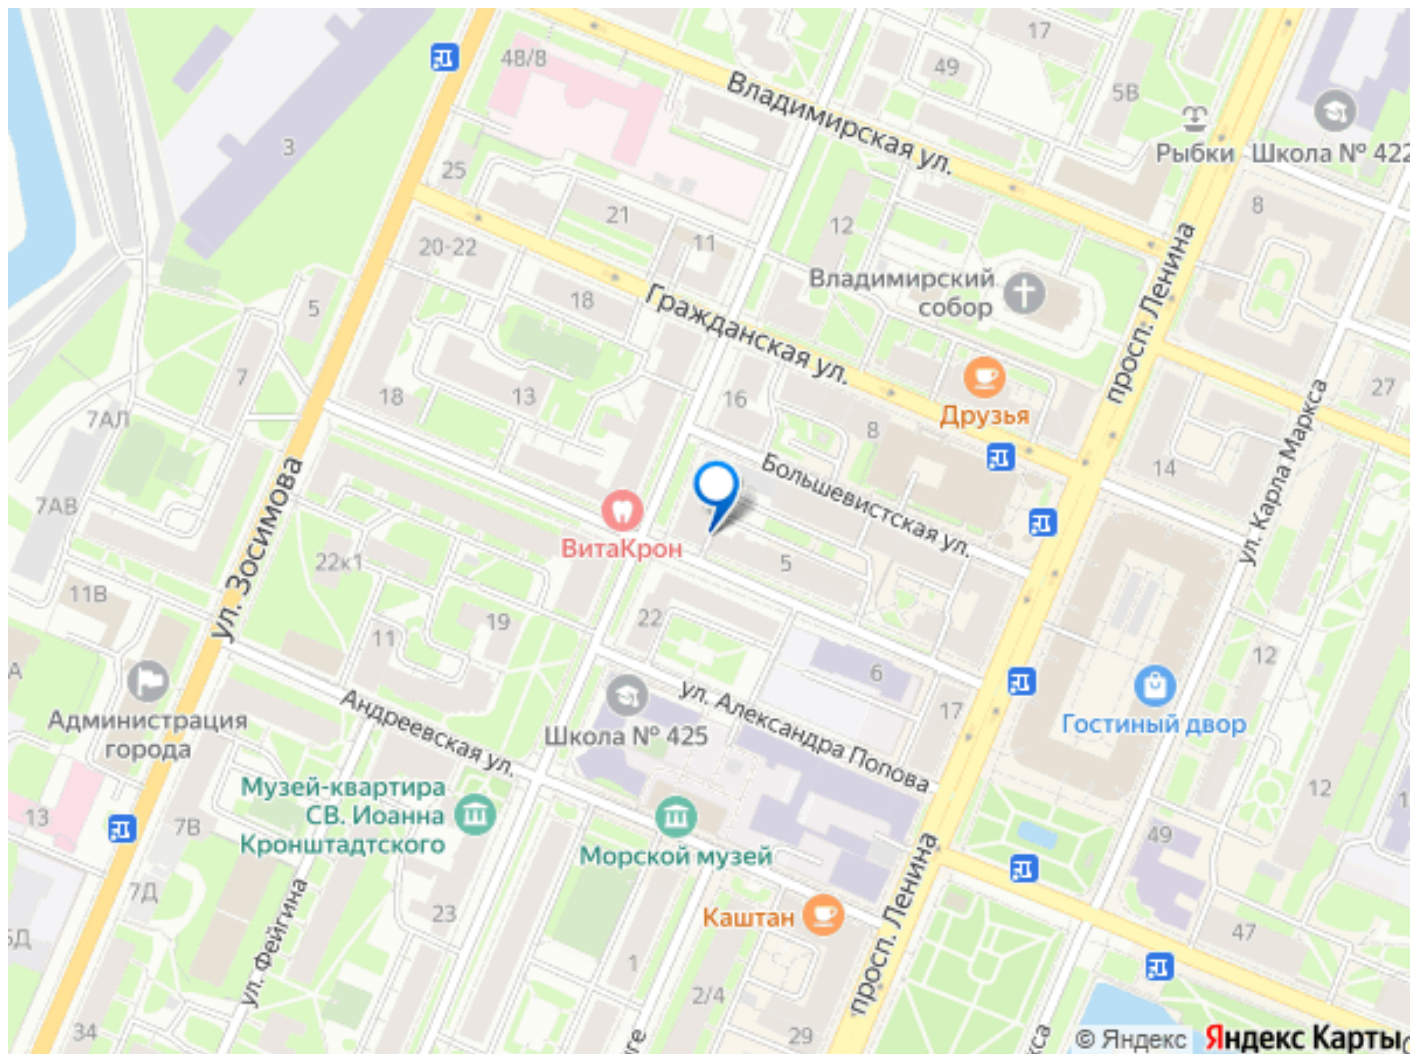 17
48/8
49
Владимирская ул.
5В
Рыбки
Школа № 422
3
25
21
11
12
8
20-22
Владимирский
собор
просп. Ленина
5
18
Гражданская ул.
7
18
13
16
Друзья
8
27
7АЛ
ул. Карла Маркса
14
Большевистская ул.
7АВ
ул. Зосимова
ВитаКрон
22к1
5
11В
11
19
22
12
6
Администрация
города
Андреевская ул.
ул. Александра Попова
17
Школа № 425
Гостиный двор
Музей-квартира
СВ. Иоанна
Кронштадтского
12
13
7В
Морской музей
49
просп. Ленина
7Д
23
ул. Фейгина
Каштан
47
1
2/4
29
34
© Яндекс
Яндекс Карты